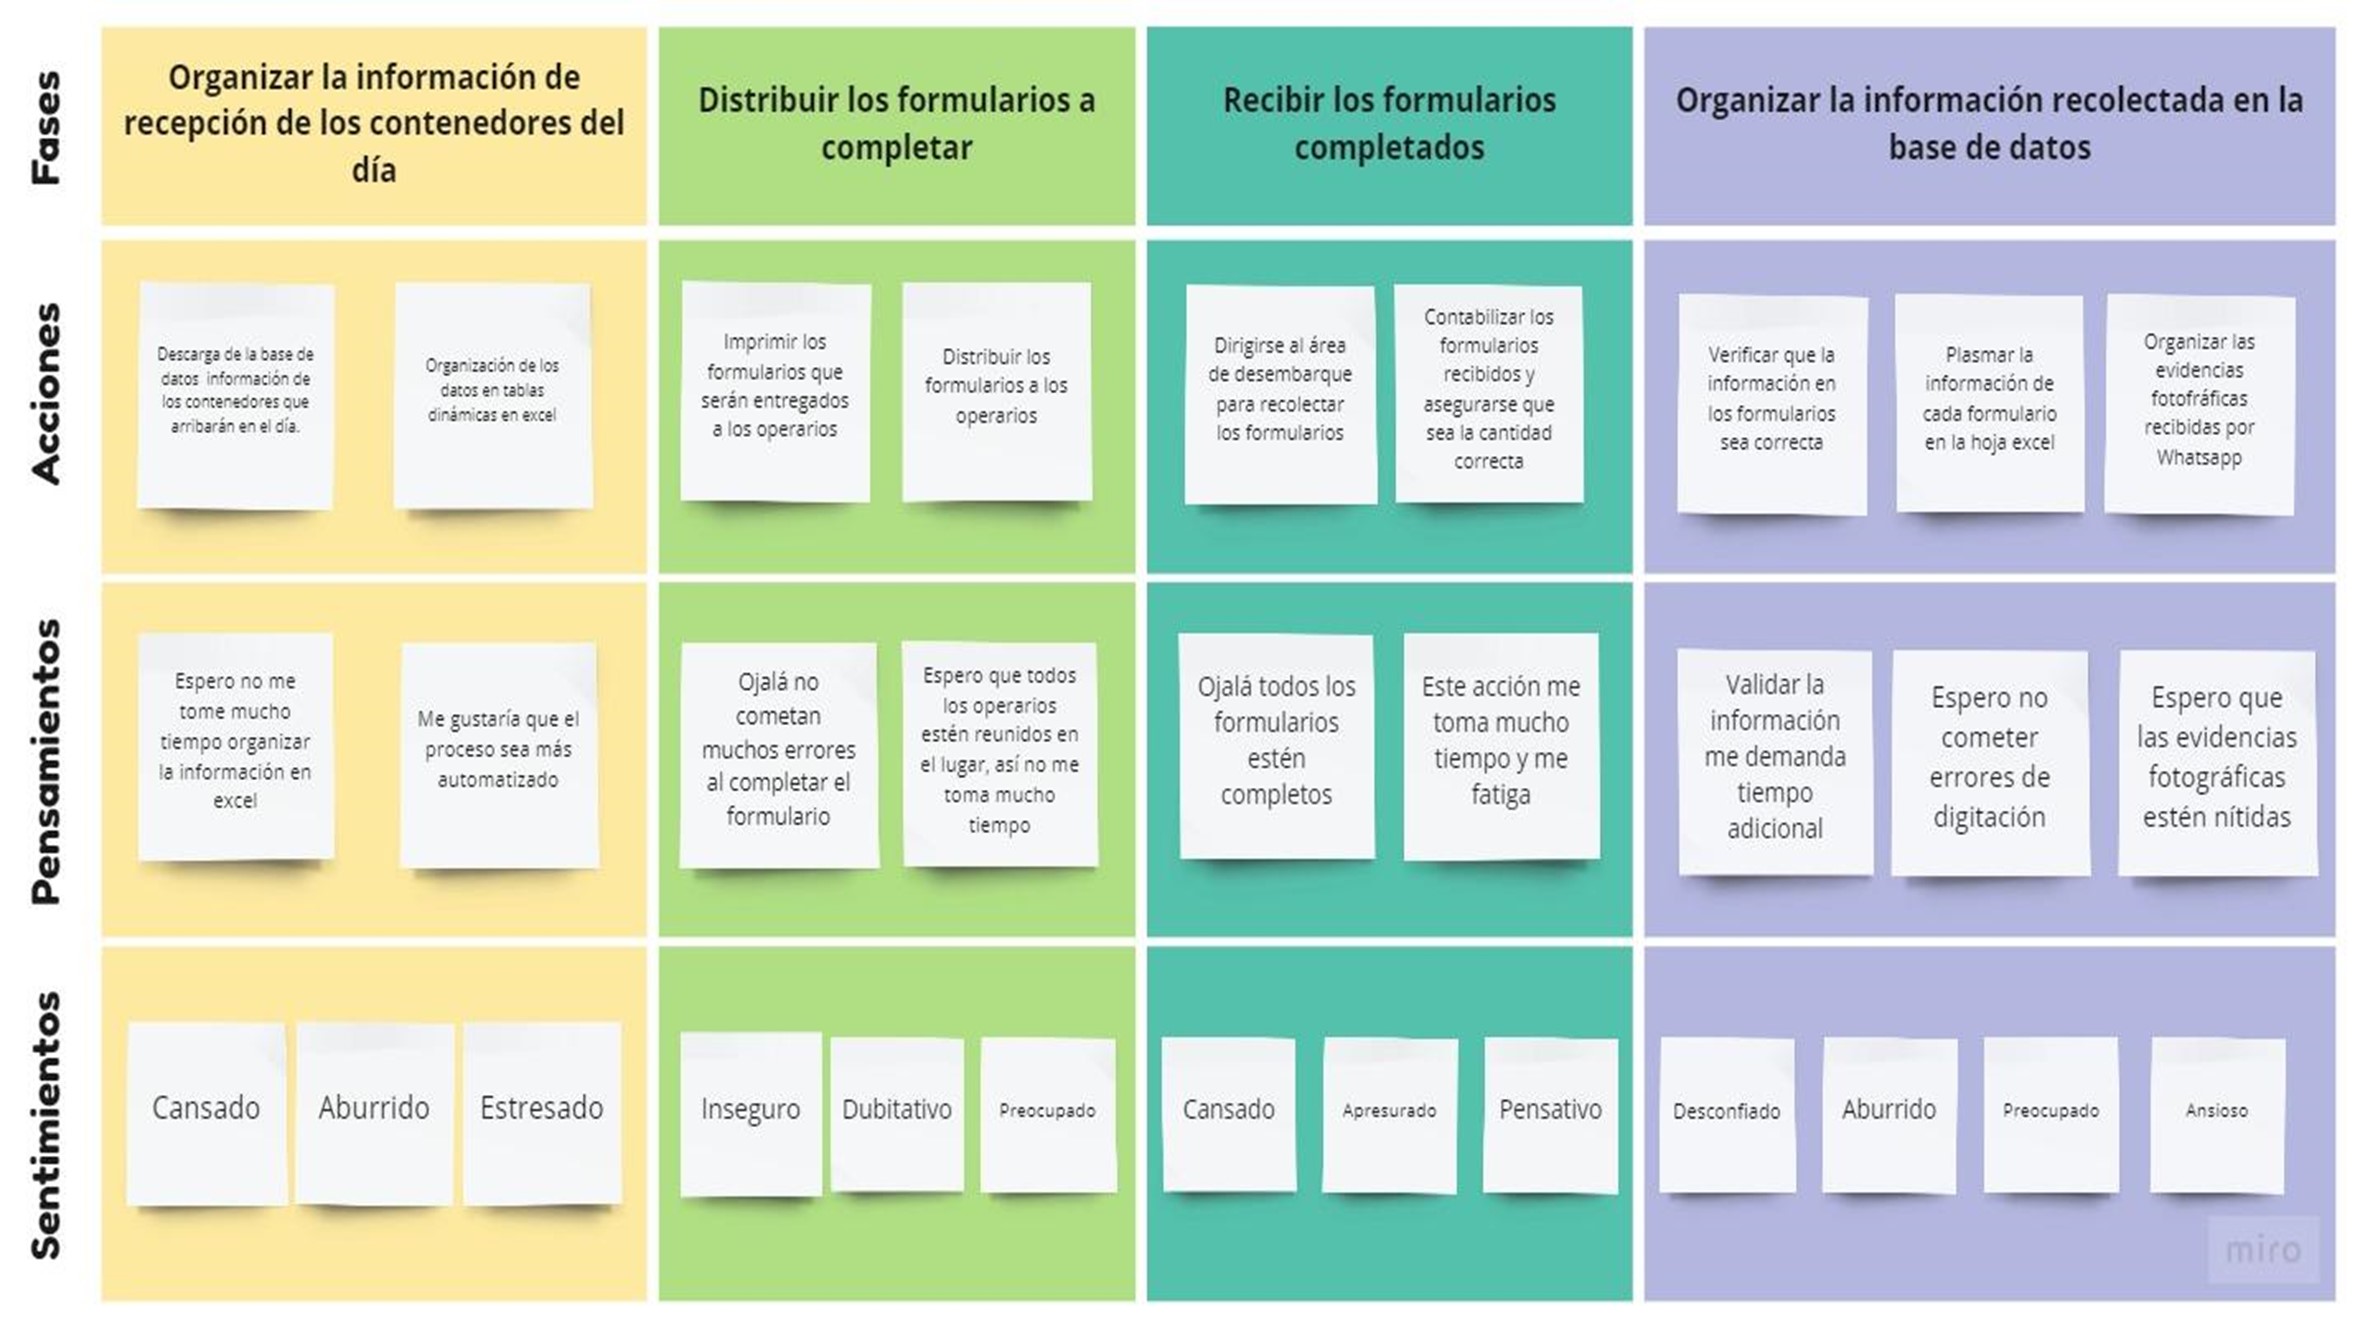 Fases
Organizar la información de
recepción de los contenedores del
día
Distribuir los formularios a
completar
Recibir los formularios
completados
Organizar la información recolectada en la
base de datos
Acciones
Descarga de la base de
datos información de
los contenedores que
arribarán en el día.
Organización de los
datos en tablas
dinámicas en excel
Imprimir los
formularios que
serán entregados
a los operarios
Distribuir los
formularios a los
operarios
Dirigirse al área
de desembarque
para recolectar
los formularios
Contabilizar los
formularios
recibidos y
asegurarse que
sea la cantidad
correcta
Verificar que la
información en
los formularios
sea correcta
Plasmar la
información de
cada formulario
en la hoja excel
Organizar las
evidencias
fotofráficas
recibidas por
Whatsapp
Pensamientos
Espero no me
tome mucho
tiempo organizar
la información en
excel
Me gustaría que el
proceso sea más
automatizado
Ojalá no
cometan
muchos errores
al completar el
formulario
Espero que todos
los operarios
estén reunidos en
el lugar, así no me
toma mucho
tiempo
Ojalá todos los
formularios
estén
completos
Este acción me
toma mucho
tiempo y me
fatiga
Validar la
información
me demanda
tiempo
adicional
Espero no
cometer
errores de
digitación
Espero que
las evidencias
fotográficas
estén nítidas
Sentimientos
Cansado
Aburrido
Estresado
Inseguro
Dubitativo
Preocupado
Cansado
Apresurado
Pensativo
Desconfiado
Aburrido
Preocupado
Ansioso
miro